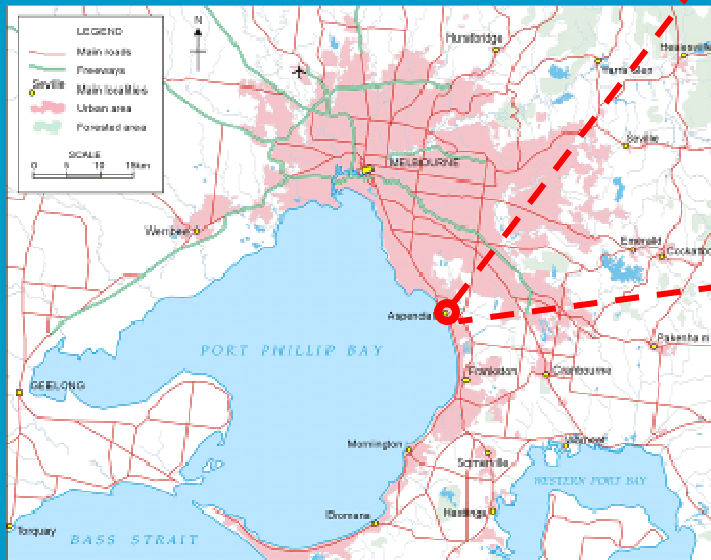 LEGEND
Main roads
Freeways
Seville
Main localities
Urban area
Forested area
SCALE
0 5 10 15km
N
Hurstbridge
Healesvill
Yarra Glen
Seville
MELBOURNE
Werribee
Emerald
Cockatoo
Aspendale
PORT PHILLIP BAY
Pakenham
GEELONG
Frankston
Cranbourne
Mornington
Somerville
WESTERN PORT BAY
Dromana
Hastings
Torquay
BASS STRAIT